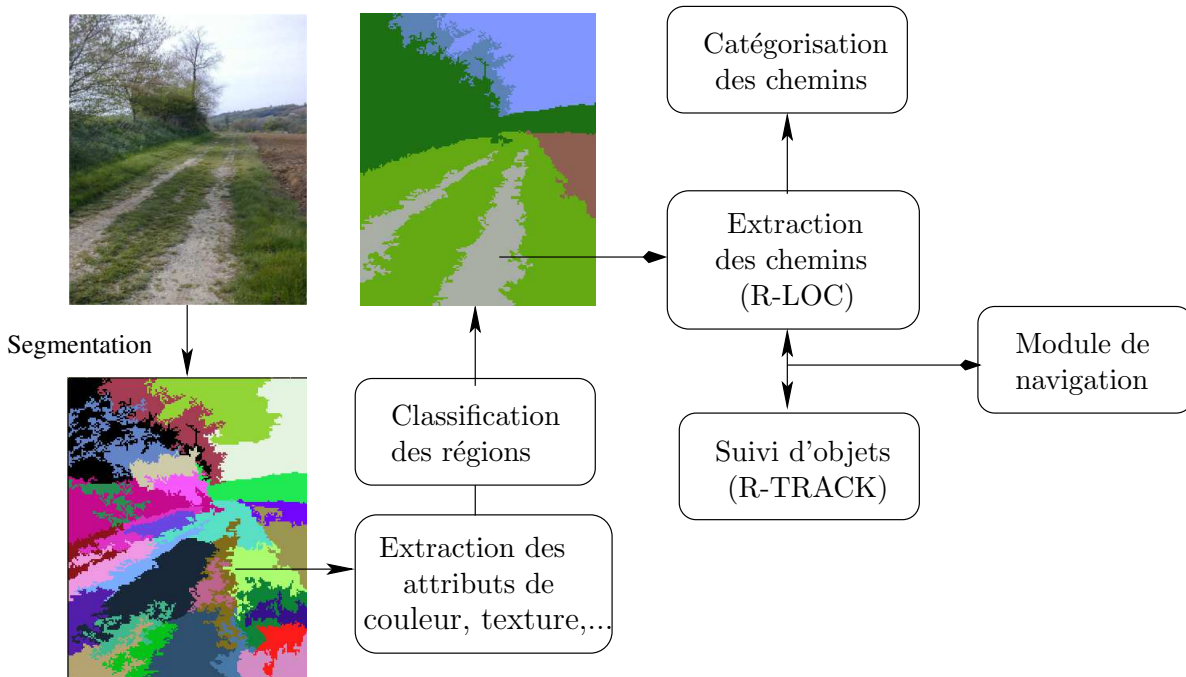 Catégorisation
des chemins
Extraction
des chemins
(R-LOC)
Segmentation
Module de
navigation
Classification
des régions
Suivi d'objets
(R-TRACK)
Extraction des
attributs de
couleur, texture,...